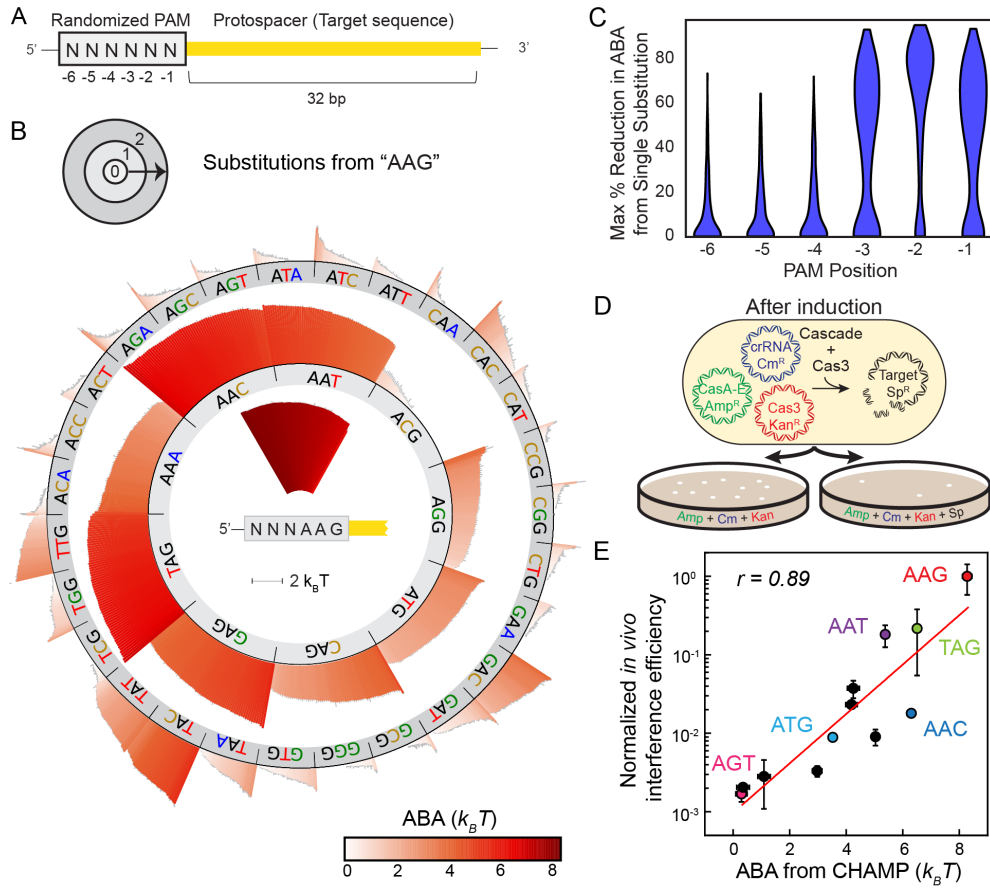 A
Randomized PAM
Protospacer (Target sequence)
5’
N N N N N N
3’
-6 -5 -4 -3 -2 -1
32 bp
B
0
1
2
Substitutions from “AAG”
ATA
ATC
ATT
CAA
CAC
CAT
CCG
CGG
CTG
GAA
GAC
GAT
GCG
GGG
GTG
TAA
TAC
TAT
TCG
TGG
TTG
ACA
ACC
ACT
AGA
AGC
AGT
AAT
ACG
AGG
ATG
CAG
GAG
TAG
AAA
AAC
5’
N N N A A G
2 kBT
ABA (kBT)
0 2 4 6 8
C
Max % Reduction in ABA
from Single Substitution
80
60
40
20
0
-6 -5 -4 -3 -2 -1
PAM Position
D
After induction
crRNA
CmR
Cascade
+
Cas3
CasA-E
AmpR
Cas3
KanR
Target
SpR
Amp + Cm + Kan
Amp + Cm + Kan + Sp
E
Normalized in vivo
interference efficiency
r = 0.89
10⁰
10⁻¹
10⁻²
10⁻³
AAG
AAT
TAG
ATG
AAC
AGT
0 2 4 6 8
ABA from CHAMP (kBT)